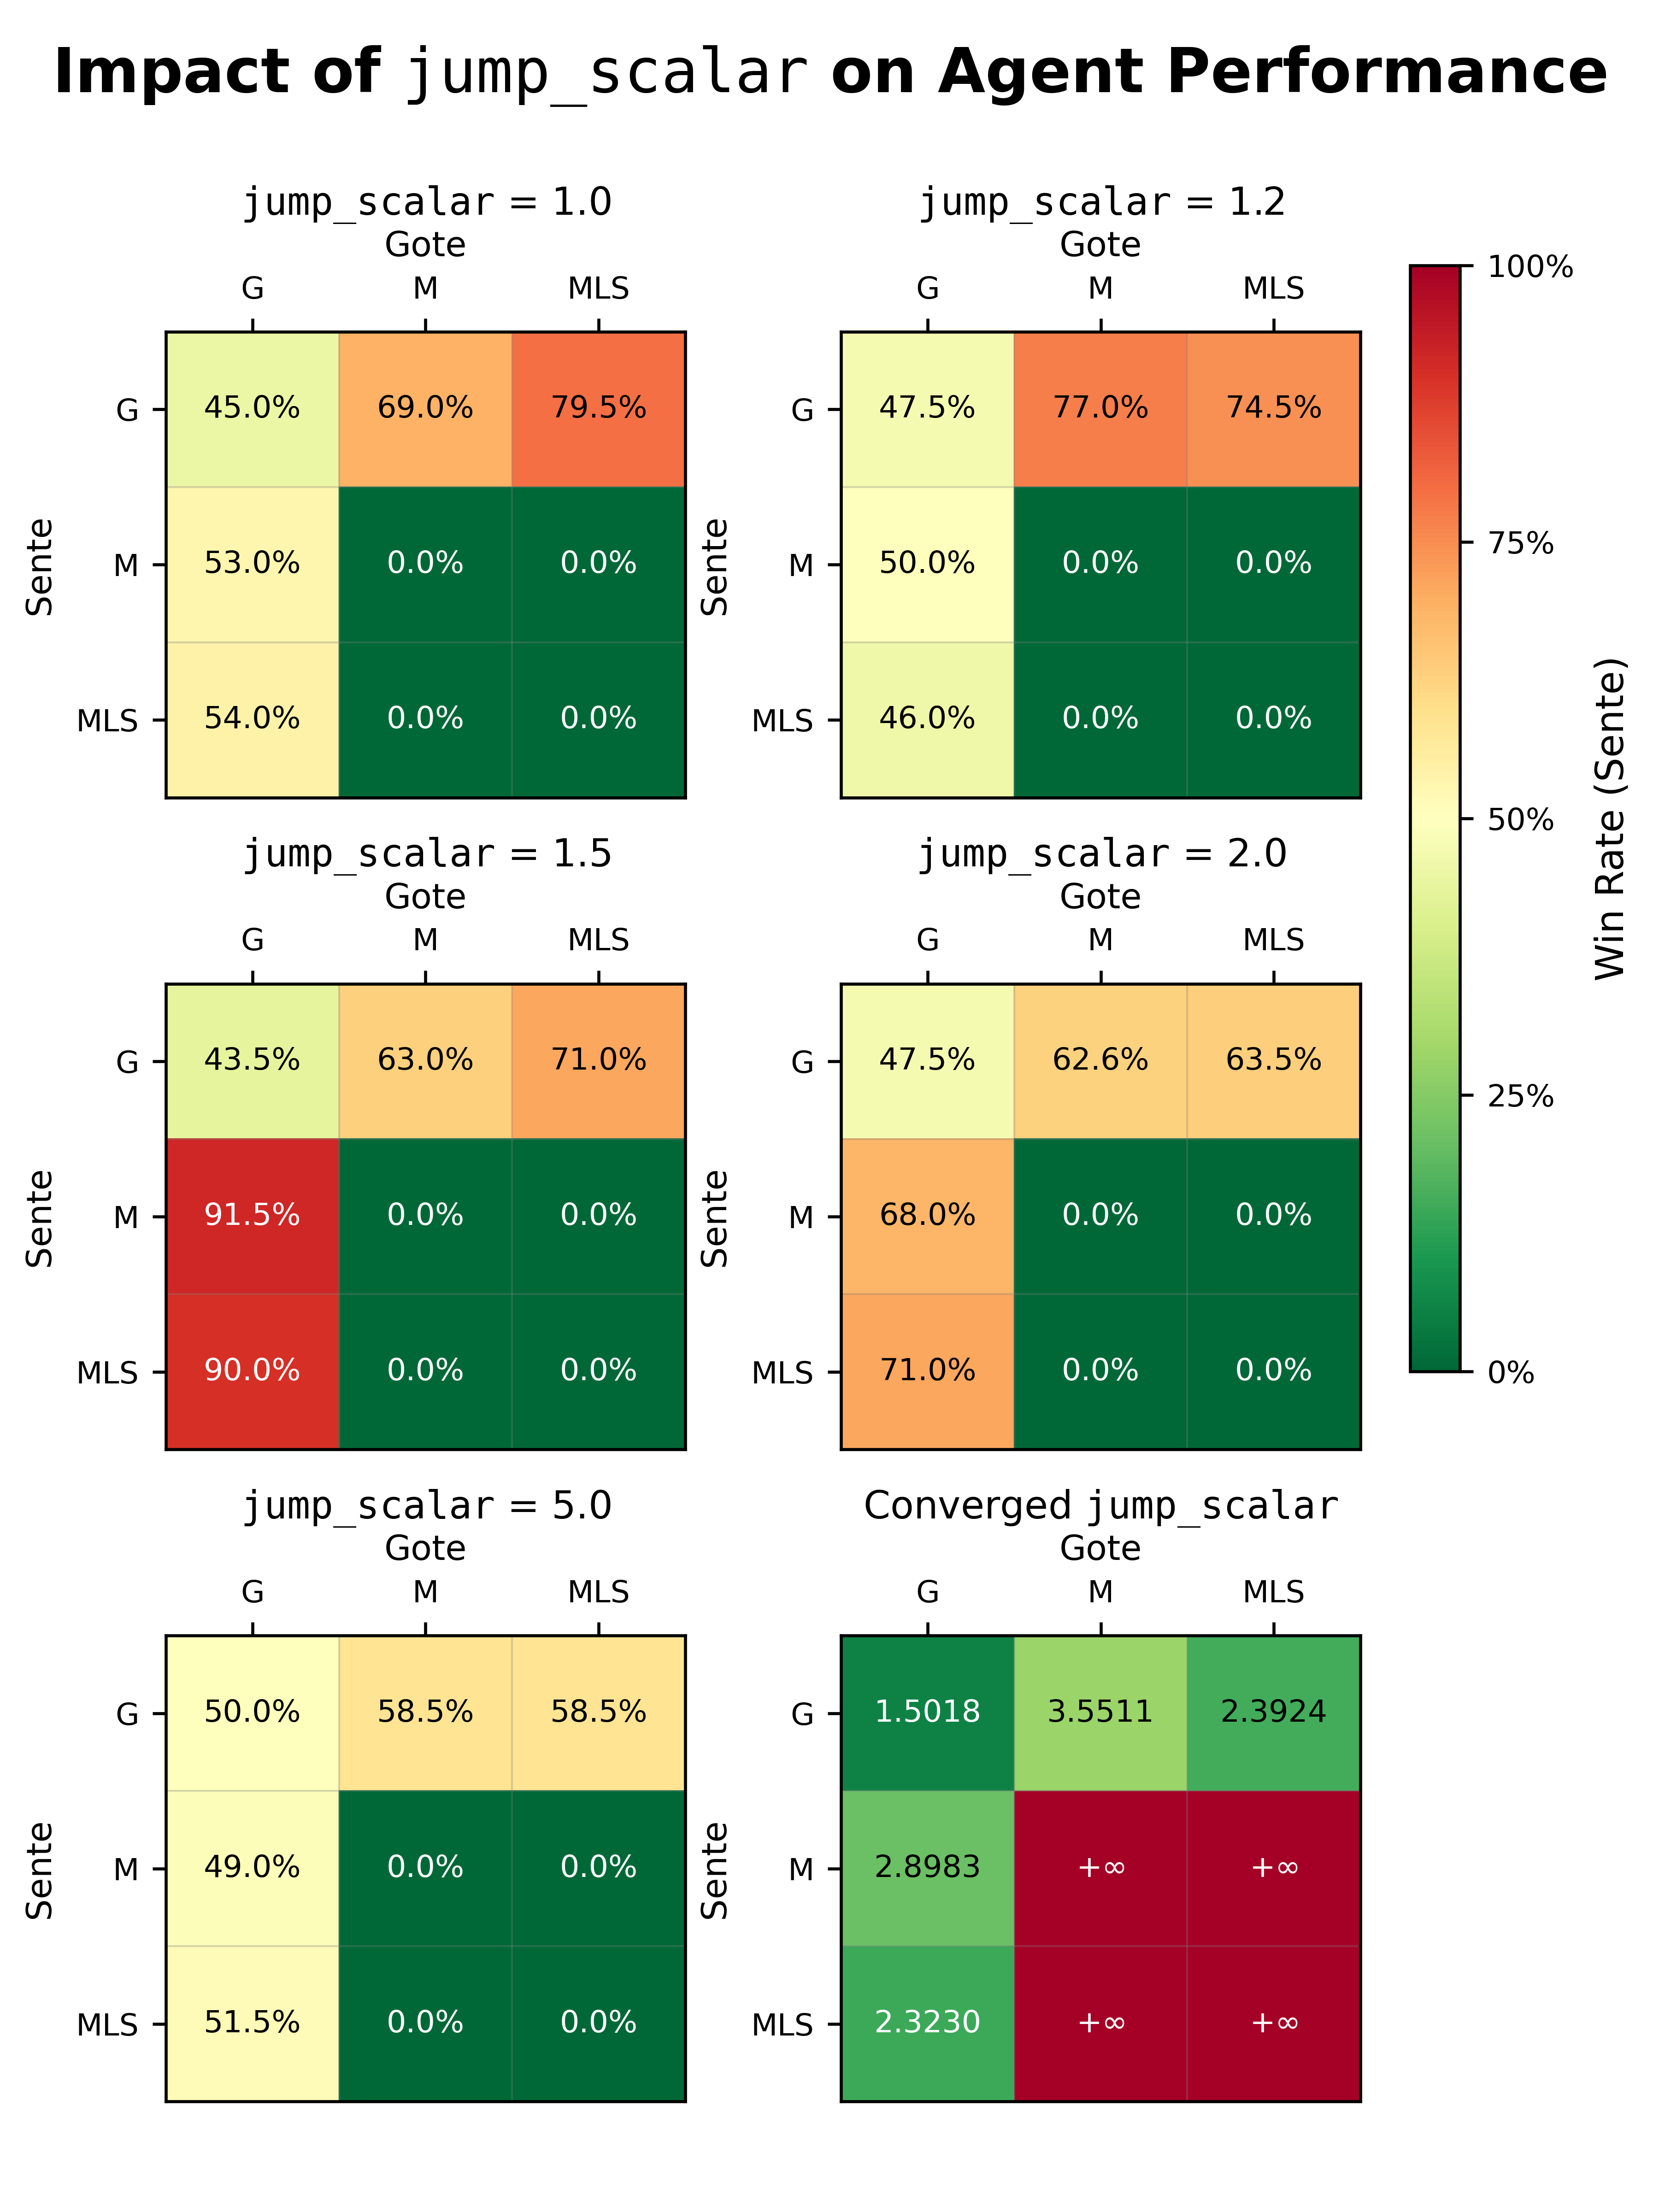 Impact of jump_scalar on Agent Performance
jump_scalar = 1.0
Gote
G M MLS
Sente
G 45.0% 69.0% 79.5%
M 53.0% 0.0% 0.0%
MLS 54.0% 0.0% 0.0%
jump_scalar = 1.2
Gote
G M MLS
Sente
G 47.5% 77.0% 74.5%
M 50.0% 0.0% 0.0%
MLS 46.0% 0.0% 0.0%
100%
75%
50%
25%
0%
Win Rate (Sente)
jump_scalar = 1.5
Gote
G M MLS
Sente
G 43.5% 63.0% 71.0%
M 91.5% 0.0% 0.0%
MLS 90.0% 0.0% 0.0%
jump_scalar = 2.0
Gote
G M MLS
Sente
G 47.5% 62.6% 63.5%
M 68.0% 0.0% 0.0%
MLS 71.0% 0.0% 0.0%
jump_scalar = 5.0
Gote
G M MLS
Sente
G 50.0% 58.5% 58.5%
M 49.0% 0.0% 0.0%
MLS 51.5% 0.0% 0.0%
Converged jump_scalar
Gote
G M MLS
Sente
G 1.5018 3.5511 2.3924
M 2.8983 +∞ +∞
MLS 2.3230 +∞ +∞